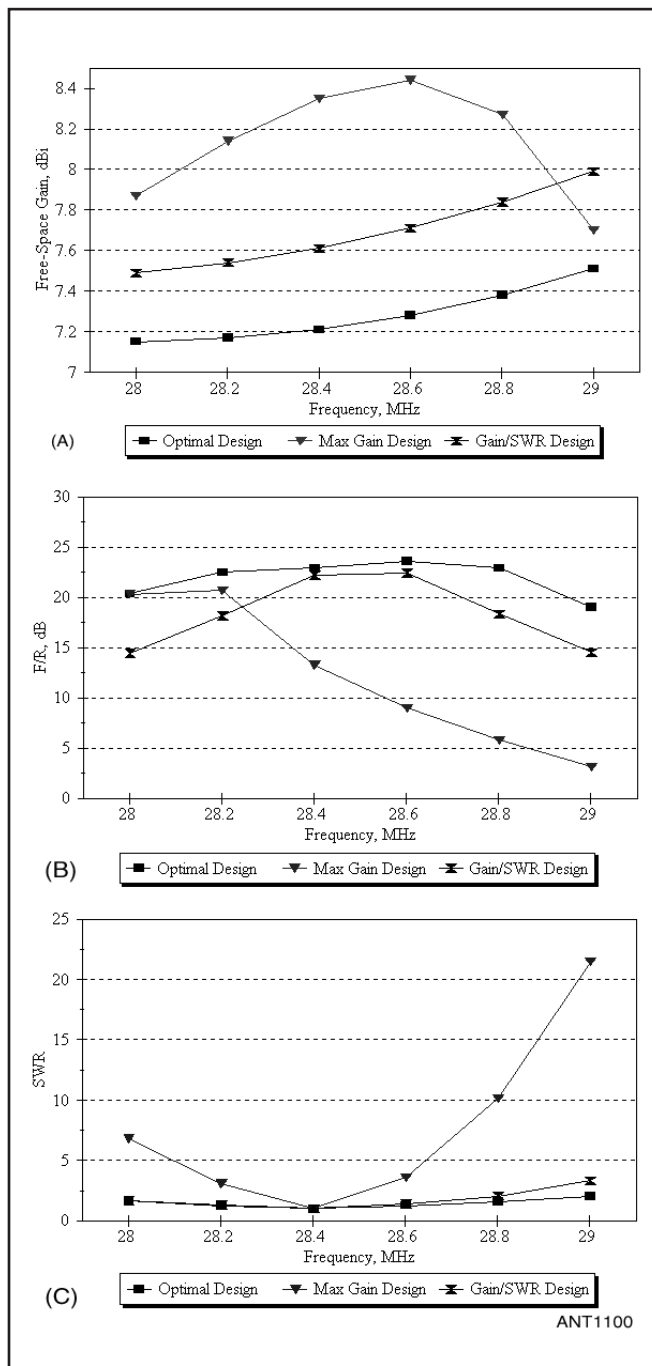 8.4
8.2
8
7.8
7.6
7.4
7.2
7
Free-Space Gain, dBi
28 28.2 28.4 28.6 28.8 29
Frequency, MHz
(A)
Optimal Design Max Gain Design Gain/SWR Design
30
25
20
15
10
5
0
F/R, dB
28 28.2 28.4 28.6 28.8 29
Frequency, MHz
(B)
Optimal Design Max Gain Design Gain/SWR Design
25
20
15
10
5
0
SWR
28 28.2 28.4 28.6 28.8 29
Frequency, MHz
(C)
Optimal Design Max Gain Design Gain/SWR Design
ANT1100